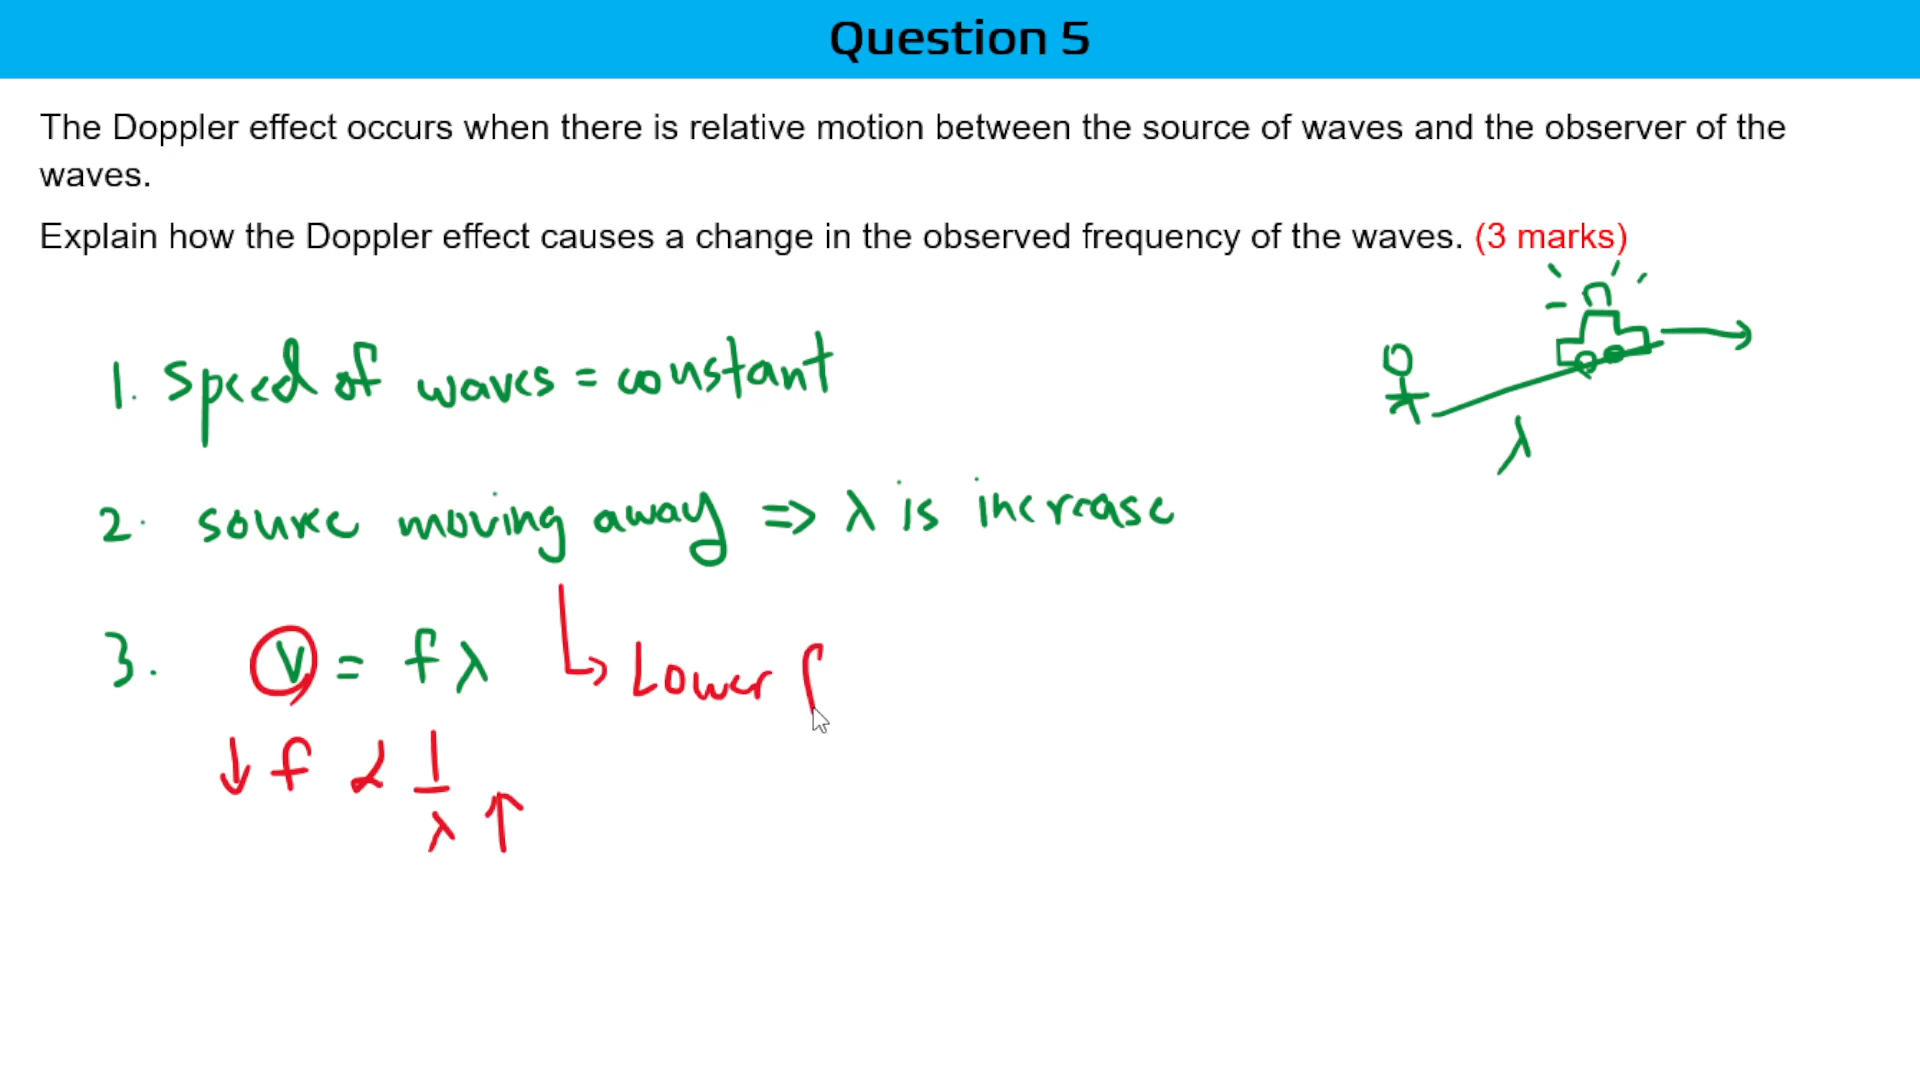 Question 5
The Doppler effect occurs when there is relative motion between the source of waves and the observer of the
waves.
Explain how the Doppler effect causes a change in the observed frequency of the waves. (3 marks)
1. Speed of waves = constant
λ
2. source moving away => λ is increase
3. v = f λ
↳ Lower f
↓ f ∝ 1/λ ↑